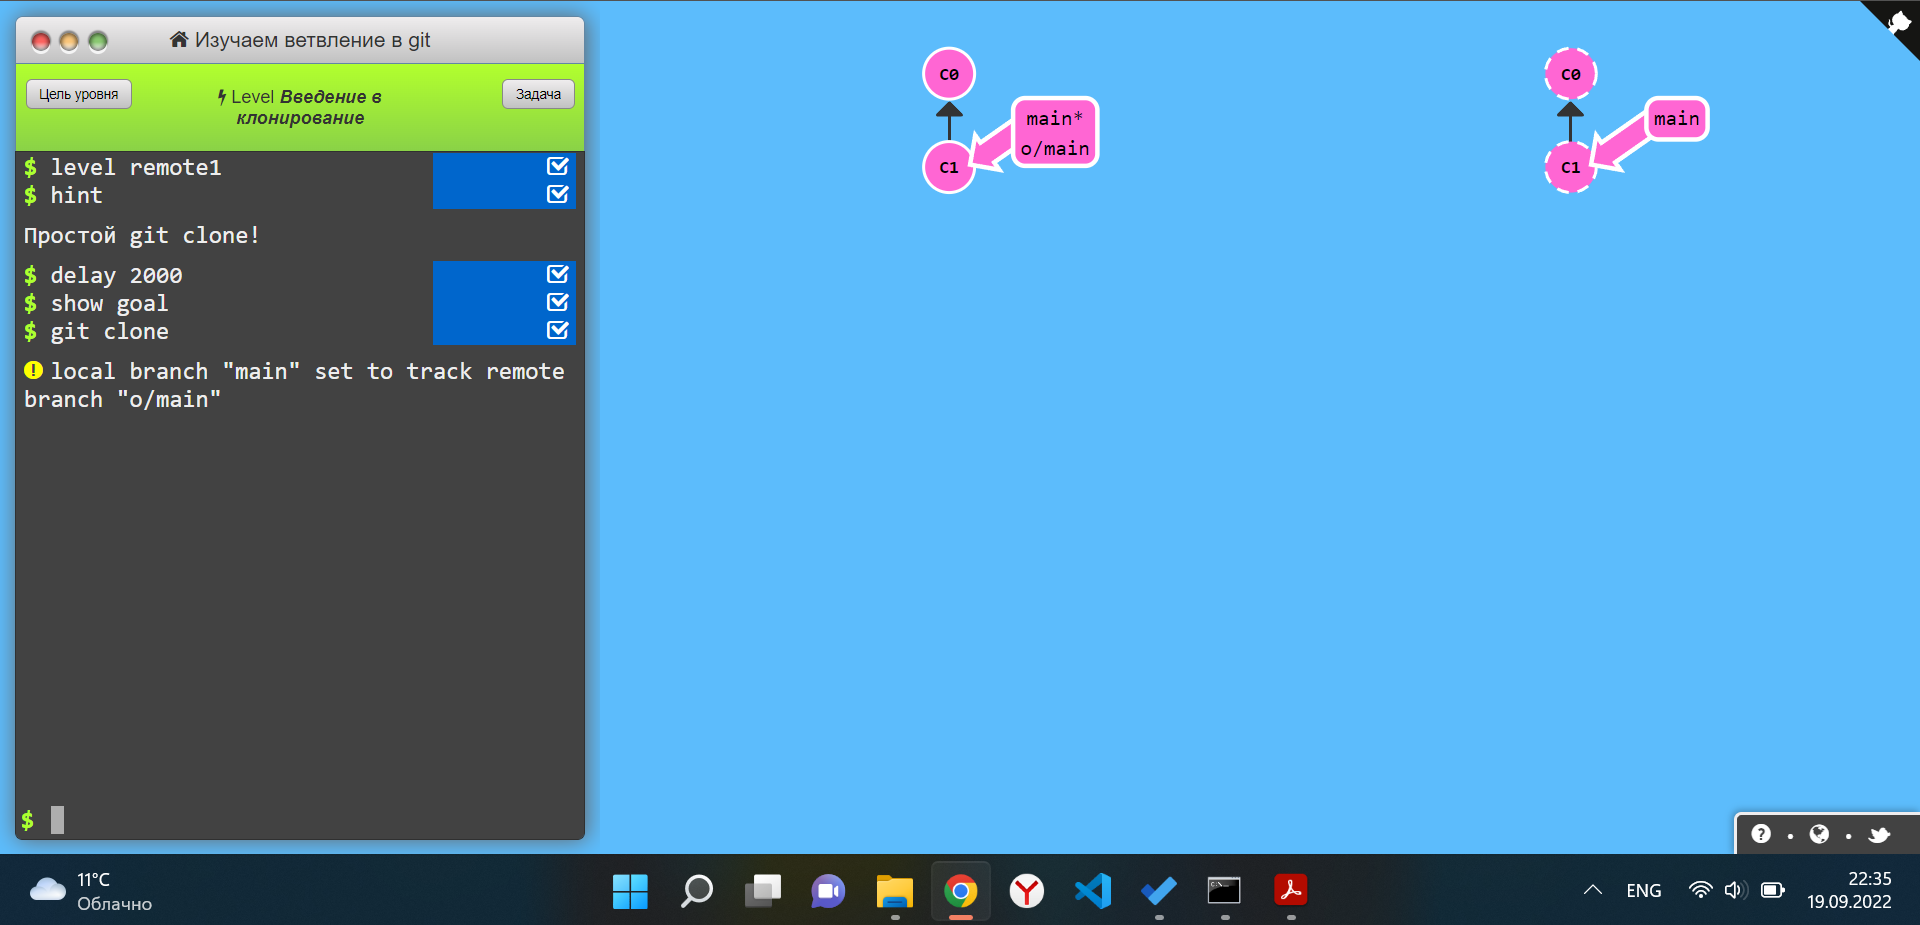 Изучаем ветвление в git
Цель уровня
Level Введение в
клонирование
Задача
$ level remote1
$ hint
Простой git clone!
$ delay 2000
$ show goal
$ git clone
local branch "main" set to track remote
branch "o/main"
$
C0
main*
o/main
C1
C0
main
C1
11°C
Облачно
ENG
22:35
19.09.2022